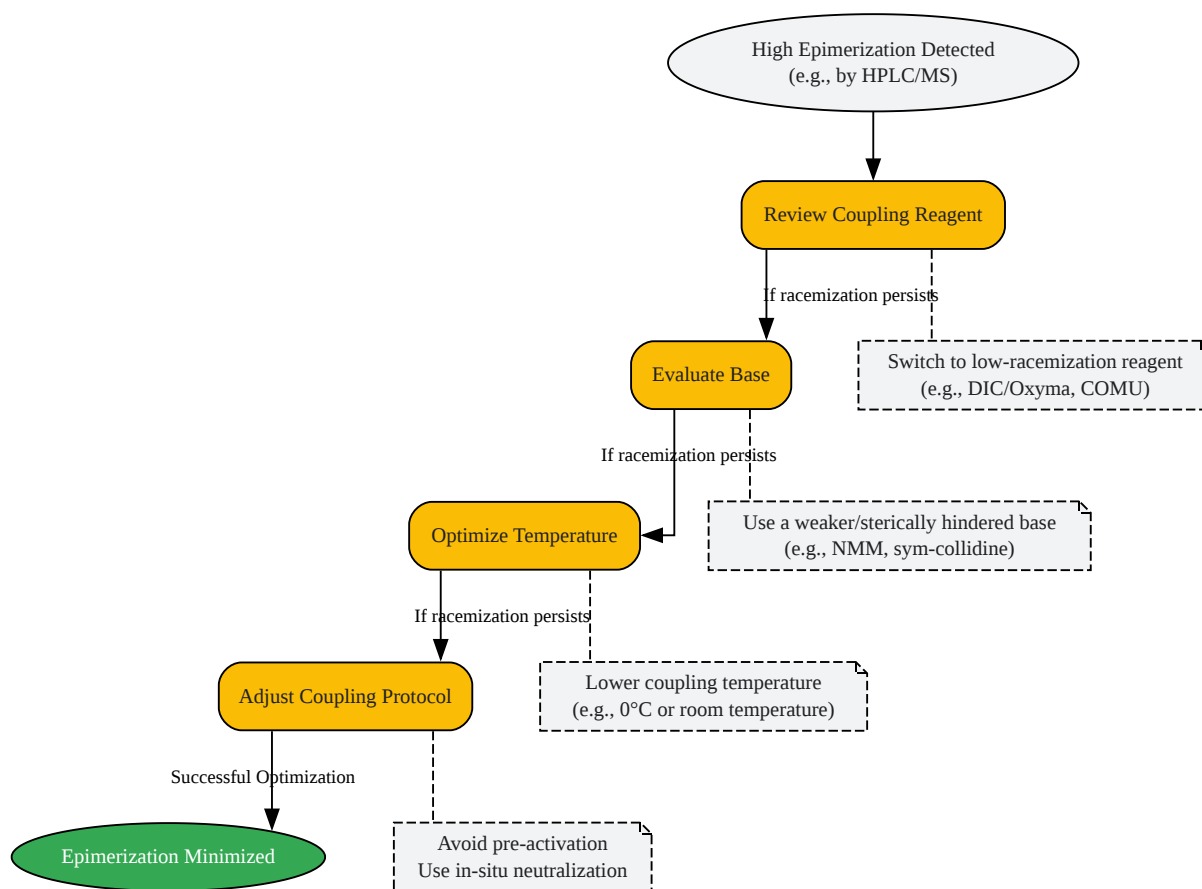 High Epimerization Detected
(e.g., by HPLC/MS)
Review Coupling Reagent
If racemization persists
Switch to low-racemization reagent
(e.g., DIC/Oxyma, COMU)
Evaluate Base
If racemization persists
Use a weaker/sterically hindered base
(e.g., NMM, sym-collidine)
Optimize Temperature
If racemization persists
Lower coupling temperature
(e.g., 0°C or room temperature)
Adjust Coupling Protocol
Successful Optimization
Avoid pre-activation
Use in-situ neutralization
Epimerization Minimized